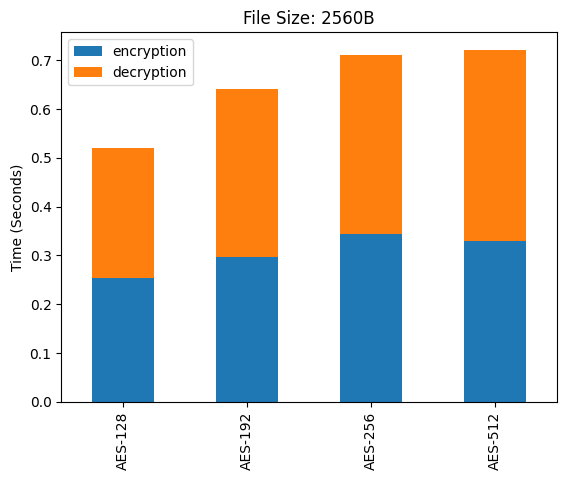 File Size: 2560B
encryption
decryption
Time (Seconds)
0.7
0.6
0.5
0.4
0.3
0.2
0.1
0.0
AES-128
AES-192
AES-256
AES-512